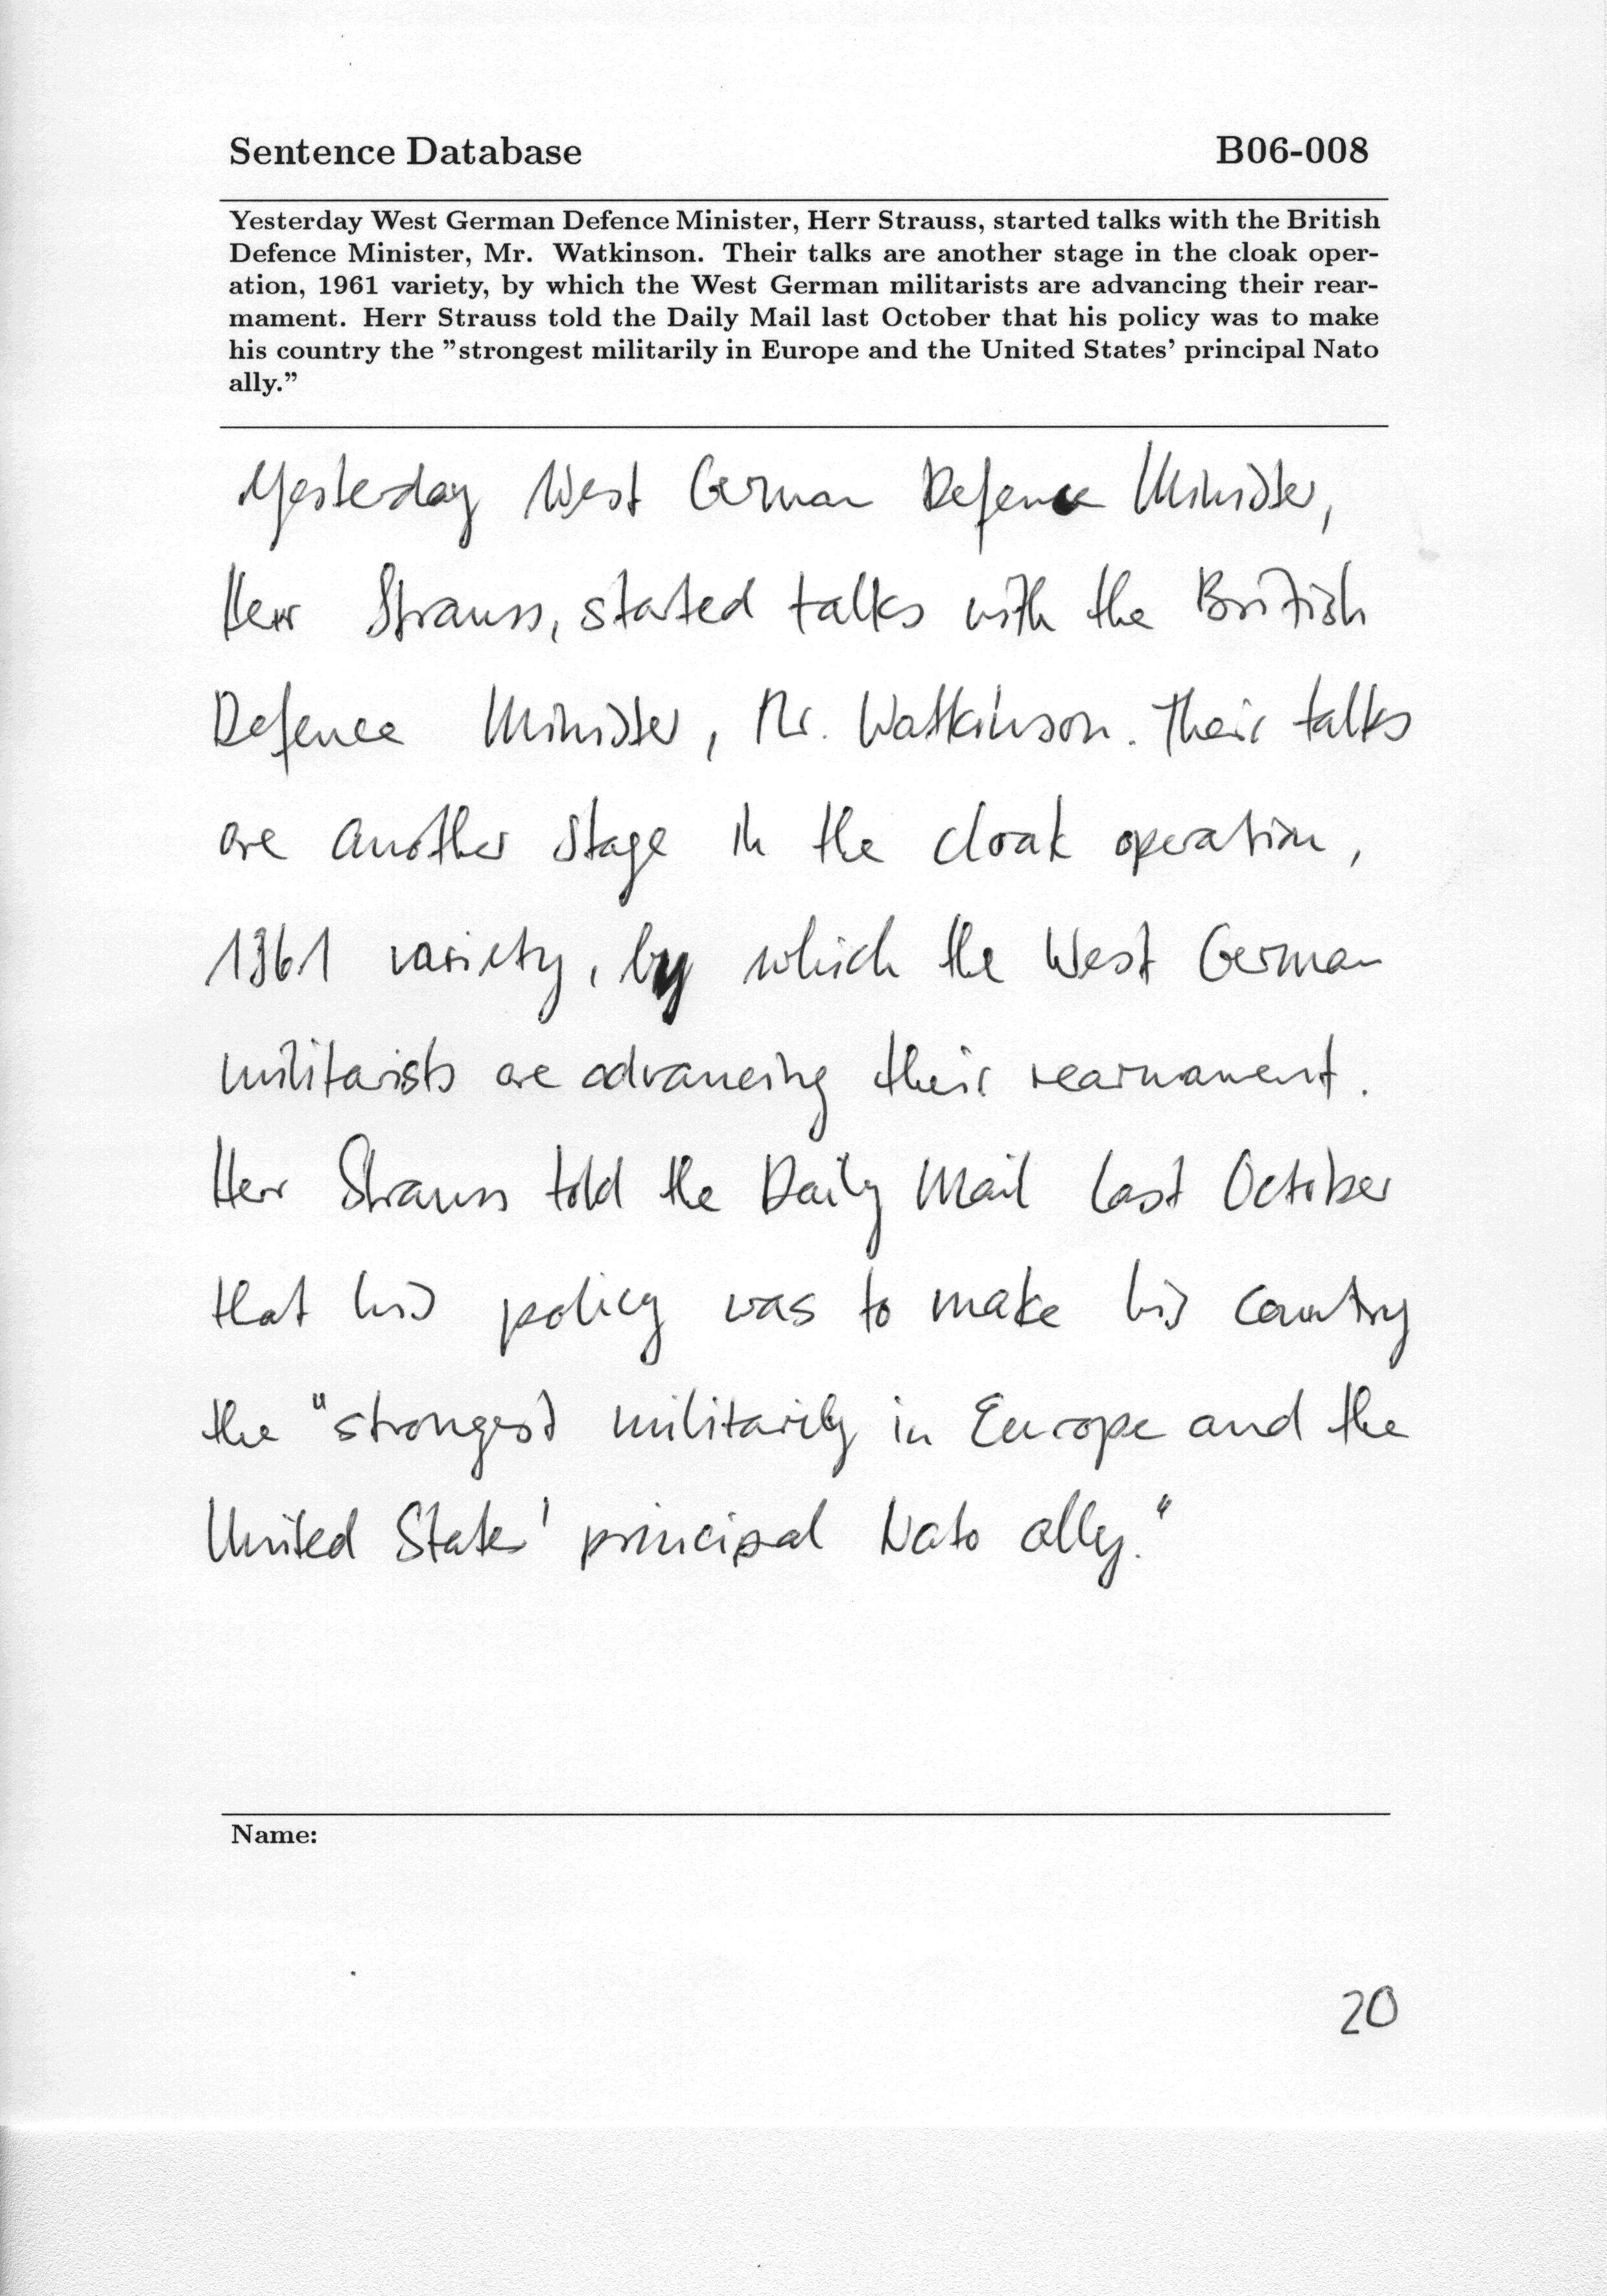 Sentence Database B06-008
Yesterday West German Defence Minister, Herr Strauss, started talks with the British
Defence Minister, Mr. Watkinson. Their talks are another stage in the cloak oper-
ation, 1961 variety, by which the West German militarists are advancing their rear-
mament. Herr Strauss told the Daily Mail last October that his policy was to make
his country the ”strongest militarily in Europe and the United States’ principal Nato
ally.”
Yesterday West German Defence Minister,
Herr Strauss, started talks with the British
Defence Minister, Mr. Watkinson. Their talks
are another stage in the cloak operation,
1961 variety, by which the West German
militarists are advancing their rearmament.
Herr Strauss told the Daily Mail last October
that his policy was to make his country
the "strongest militarily in Europe and the
United States' principal Nato ally."
Name:
20